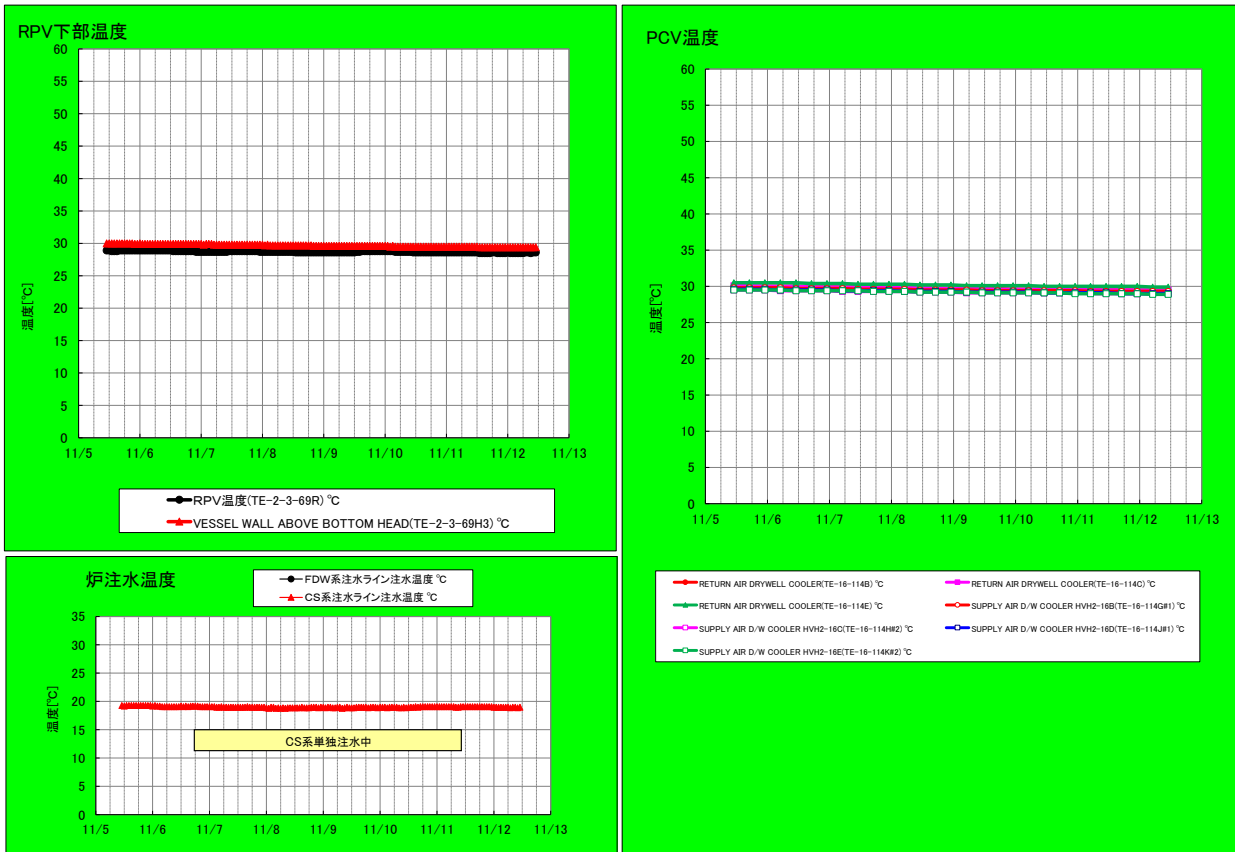 RPV下部温度
60
55
50
45
40
35
30
25
20
15
10
5
0
温度[℃]
11/5 11/6 11/7 11/8 11/9 11/10 11/11 11/12 11/13
RPV温度(TE-2-3-69R) ℃
VESSEL WALL ABOVE BOTTOM HEAD(TE-2-3-69H3) ℃
炉注水温度
FDW系注水ライン注水温度 ℃
CS系注水ライン注水温度 ℃
35
30
25
20
15
10
5
0
温度[℃]
CS系単独注水中
11/5 11/6 11/7 11/8 11/9 11/10 11/11 11/12 11/13
PCV温度
60
55
50
45
40
35
30
25
20
15
10
5
0
温度[℃]
11/5 11/6 11/7 11/8 11/9 11/10 11/11 11/12 11/13
RETURN AIR DRYWELL COOLER(TE-16-114B) ℃
RETURN AIR DRYWELL COOLER(TE-16-114C) ℃
RETURN AIR DRYWELL COOLER(TE-16-114E) ℃
SUPPLY AIR D/W COOLER HVH2-16B(TE-16-114G#1) ℃
SUPPLY AIR D/W COOLER HVH2-16C(TE-16-114H#2) ℃
SUPPLY AIR D/W COOLER HVH2-16D(TE-16-114J#1) ℃
SUPPLY AIR D/W COOLER HVH2-16E(TE-16-114K#2) ℃